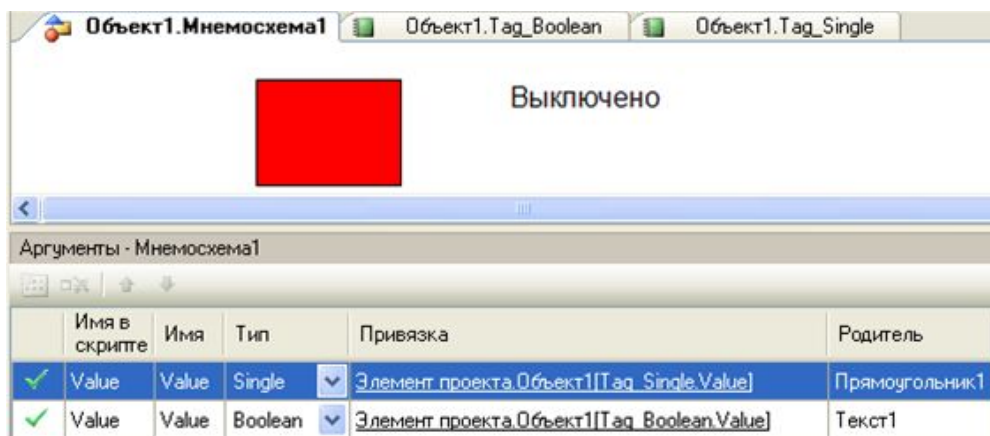 Объект1.Мнемосхема1 Объект1.Tag_Boolean Объект1.Tag_Single
Выключено
Аргументы - Мнемосхема1
Имя в скрипте Имя Тип Привязка Родитель
Value Value Single Элемент проекта.Объект1[Tag_Single.Value] Прямоугольник1
Value Value Boolean Элемент проекта.Объект1[Tag_Boolean.Value] Текст1